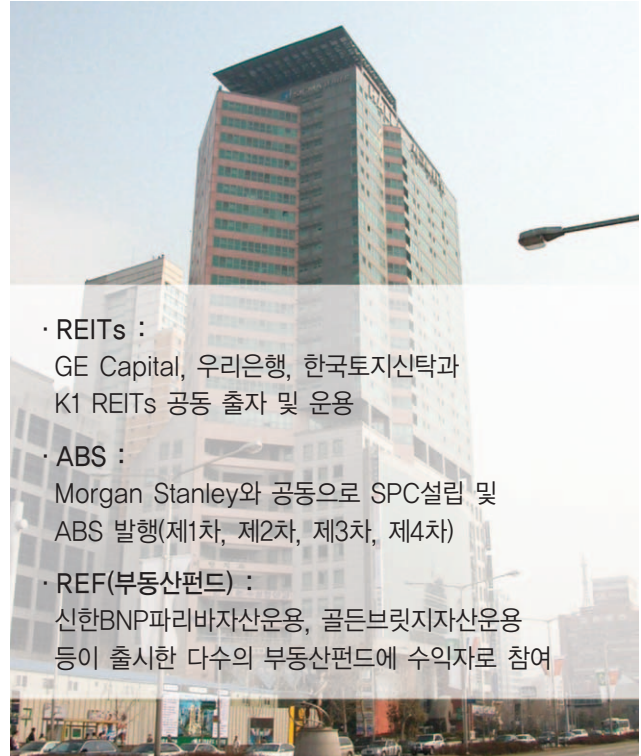 · REITs :
GE Capital, 우리은행, 한국토지신탁과
K1 REITs 공동 출자 및 운용
· ABS :
Morgan Stanley와 공동으로 SPC설립 및
ABS 발행(제1차, 제2차, 제3차, 제4차)
· REF(부동산펀드) :
신한BNP파리바자산운용, 골든브릿지자산운용
등이 출시한 다수의 부동산펀드에 수익자로 참여